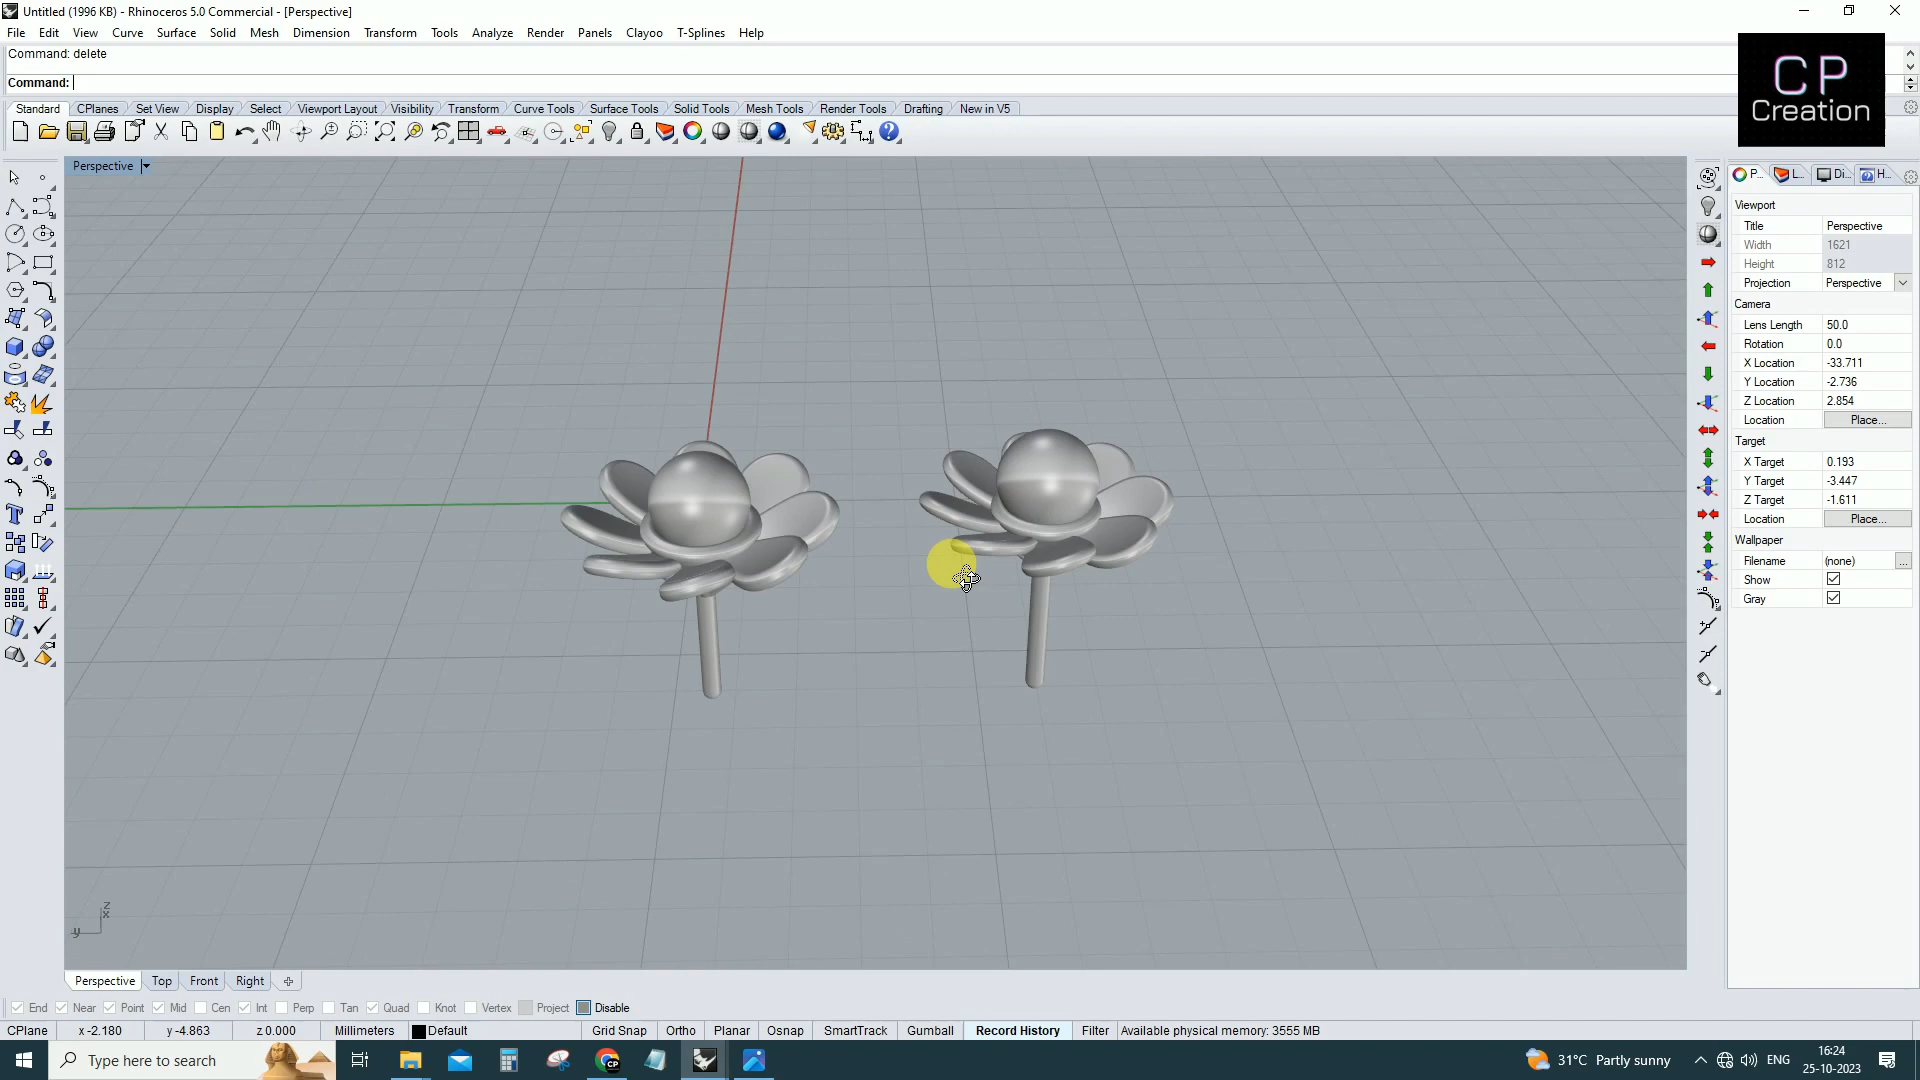 Untitled (1996 KB) - Rhinoceros 5.0 Commercial - [Perspective]
File Edit View Curve Surface Solid Mesh Dimension Transform Tools Analyze Render Panels Clayoo T-Splines Help
Command: delete
Command:
CP
Creation
Standard CPlanes Set View Display Select Viewport Layout Visibility Transform Curve Tools Surface Tools Solid Tools Mesh Tools Render Tools Drafting New in V5
Perspective
P... L... Di... H...
Viewport
Title Perspective
Width 1621
Height 812
Projection Perspective
Camera
Lens Length 50.0
Rotation 0.0
X Location -33.711
Y Location -2.736
Z Location 2.854
Location Place...
Target
X Target 0.193
Y Target -3.447
Z Target -1.611
Location Place...
Wallpaper
Filename (none) ...
Show
Gray
z
x
y
Perspective Top Front Right
End Near Point Mid Cen Int Perp Tan Quad Knot Vertex Project Disable
CPlane x -2.180 y -4.863 z 0.000 Millimeters Default Grid Snap Ortho Planar Osnap SmartTrack Gumball Record History Filter Available physical memory: 3555 MB
Type here to search CP 31°C Partly sunny ENG 16:24
25-10-2023